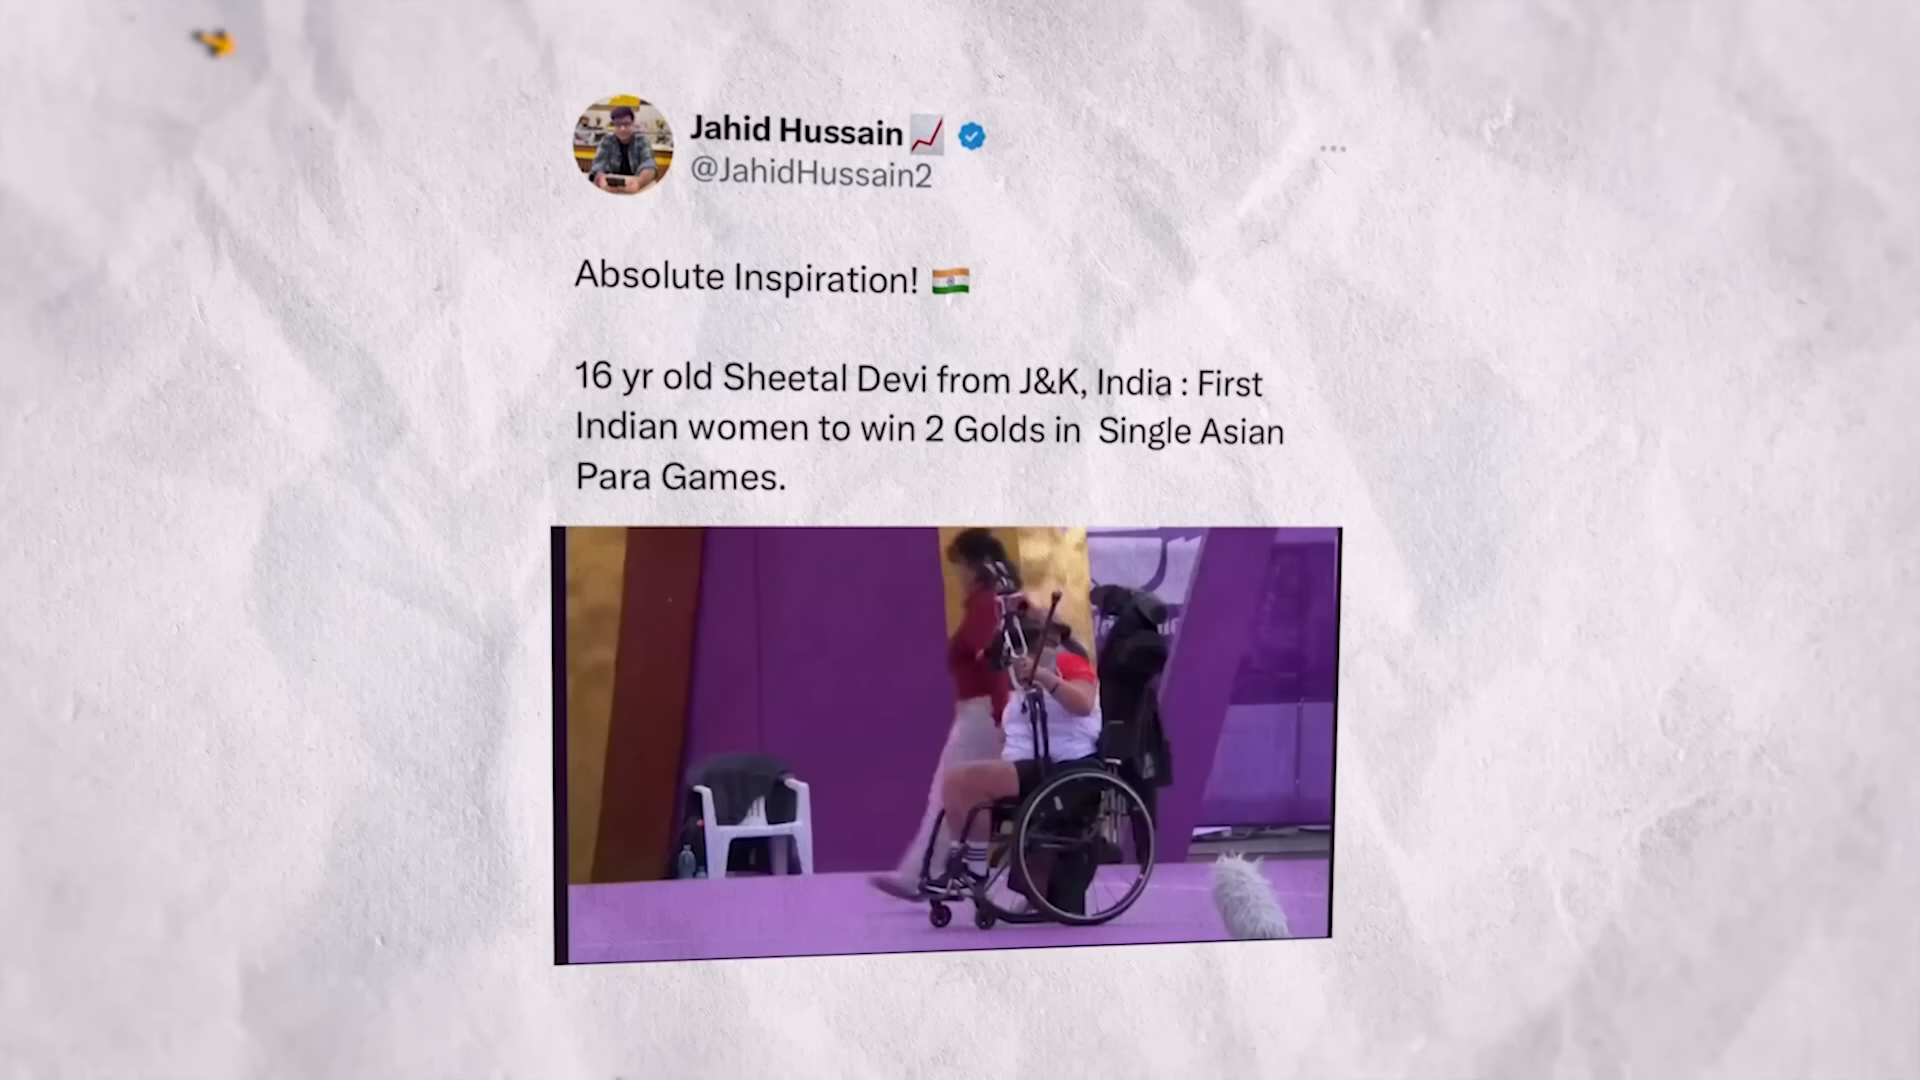 Jahid Hussain📈
@JahidHussain2
Absolute Inspiration! 🇮🇳
16 yr old Sheetal Devi from J&K, India : First
Indian women to win 2 Golds in Single Asian
Para Games.